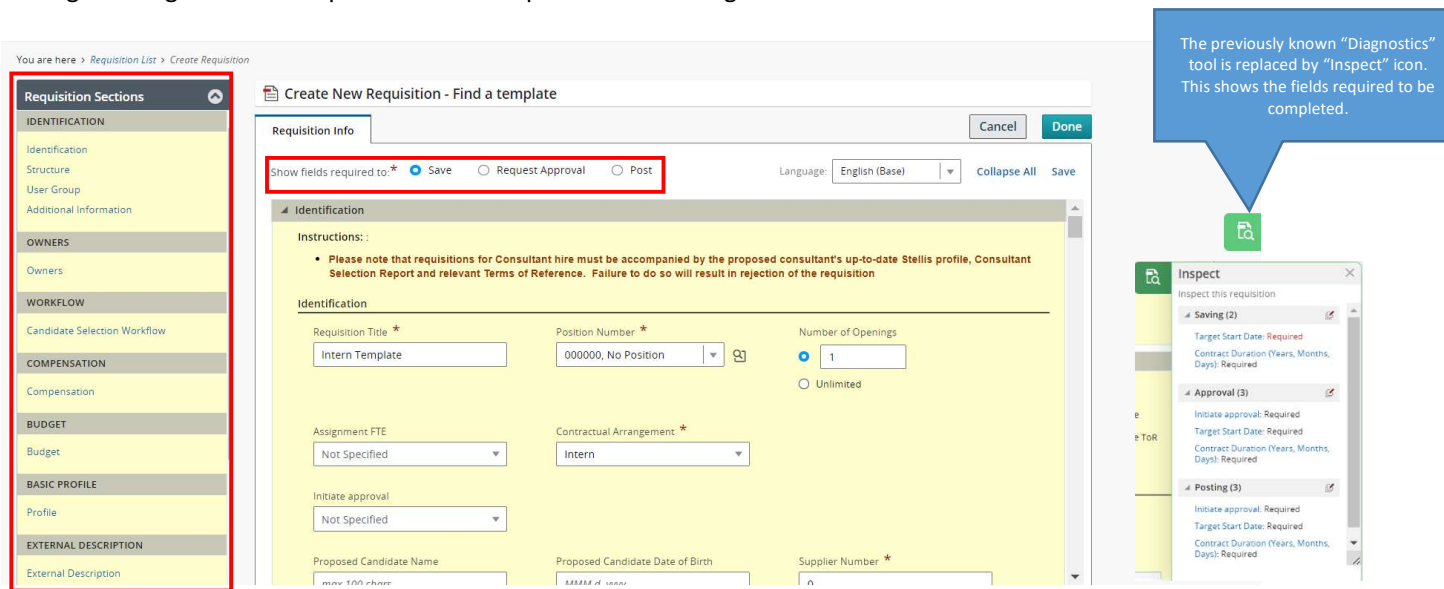 The previously known “Diagnostics”
tool is replaced by “Inspect” icon.
This shows the fields required to be
completed.
You are here > Requisition List > Create Requisition
Requisition Sections
IDENTIFICATION
Identification
Structure
User Group
Additional Information
OWNERS
Owners
WORKFLOW
Candidate Selection Workflow
COMPENSATION
Compensation
BUDGET
Budget
BASIC PROFILE
Profile
EXTERNAL DESCRIPTION
External Description
Create New Requisition - Find a template
Requisition Info
Cancel
Done
Show fields required to:* Save Request Approval Post
Language: English (Base)
Collapse All Save
Identification
Instructions: :
• Please note that requisitions for Consultant hire must be accompanied by the proposed consultant's up-to-date Stellis profile, Consultant
Selection Report and relevant Terms of Reference. Failure to do so will result in rejection of the requisition
Identification
Requisition Title * Position Number * Number of Openings
Intern Template 000000, No Position 1
Unlimited
Assignment FTE Contractual Arrangement *
Not Specified Intern
Initiate approval
Not Specified
Proposed Candidate Name Proposed Candidate Date of Birth Supplier Number *
max 100 chars MMM d, yyyy 0
Inspect
Inspect this requisition
Saving (2)
Target Start Date: Required
Contract Duration (Years, Months,
Days): Required
Approval (3)
Initiate approval: Required
Target Start Date: Required
Contract Duration (Years, Months,
Days): Required
Posting (3)
Initiate approval: Required
Target Start Date: Required
Contract Duration (Years, Months,
Days): Required
e
e ToR